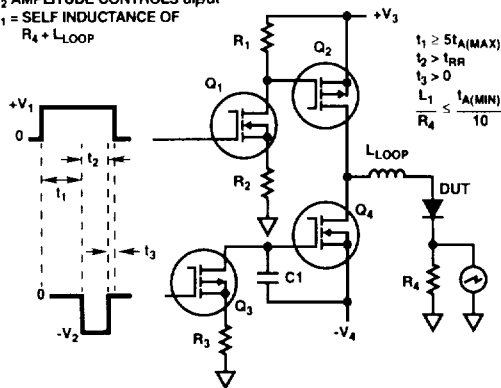 2 AMPLITUDE CONTROLS dIF/dt
1 = SELF INDUCTANCE OF
R4 + LLOOP
+V3
R1
Q2
t1 ≥ 5tA(MAX)
t2 > tRR
t3 > 0
L1/R4 ≤ tA(MIN)/10
Q1
+V1
0
t2
t1
R2
LLOOP
DUT
Q4
t3
C1
R4
0
-V2
Q3
R3
-V4